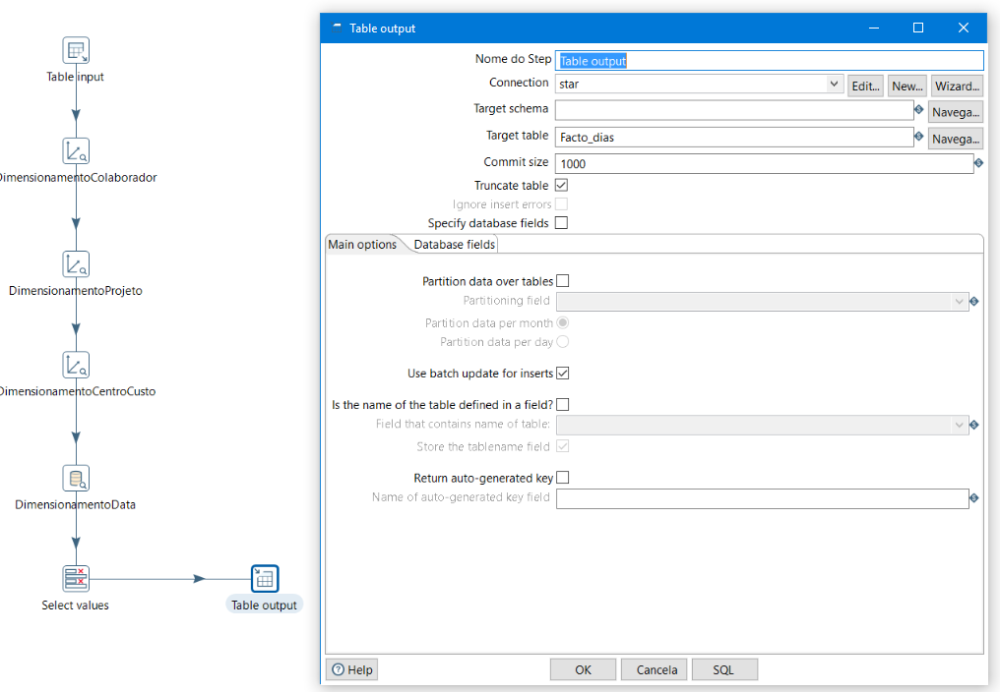 Table input
DimensionamentoColaborador
DimensionamentoProjeto
DimensionamentoCentroCusto
DimensionamentoData
Select values
Table output
Table output
Nome do Step Table output
Connection star Edit... New... Wizard...
Target schema Navega...
Target table Facto_dias Navega...
Commit size 1000
Truncate table
Ignore insert errors
Specify database fields
Main options Database fields
Partition data over tables
Partitioning field
Partition data per month
Partition data per day
Use batch update for inserts
Is the name of the table defined in a field?
Field that contains name of table:
Store the tablename field
Return auto-generated key
Name of auto-generated key field
Help OK Cancela SQL